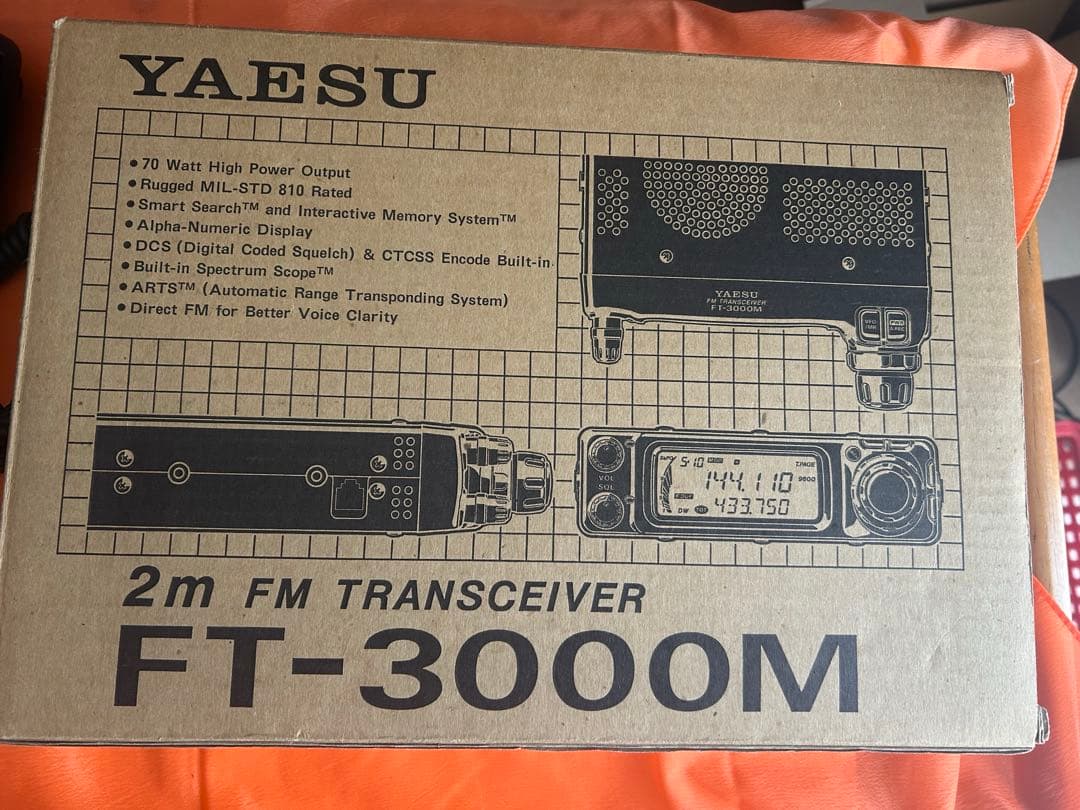 YAESU
● 70 Watt High Power Output
● Rugged MIL-STD 810 Rated
● Smart Search™ and Interactive Memory System™
● Alpha-Numeric Display
● DCS (Digital Coded Squelch) & CTCSS Encode Built-in.
● Built-in Spectrum Scope™
● ARTS™ (Automatic Range Transponding System)
● Direct FM for Better Voice Clarity
YAESU
FM TRANSCEIVER
FT-3000M
VOL
SQL
144.110
9600
433.750
DW
2m FM TRANSCEIVER
FT-3000M